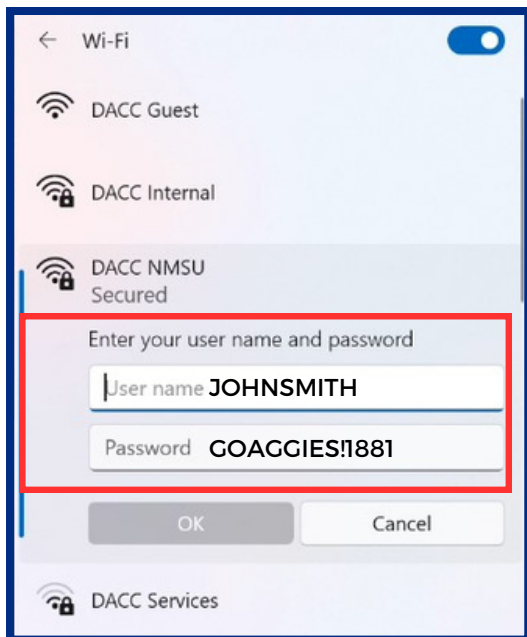 Wi-Fi
DACC Guest
DACC Internal
DACC NMSU
Secured
Enter your user name and password
User name JOHNSMITH
Password GOAGGIES!1881
OK
Cancel
DACC Services